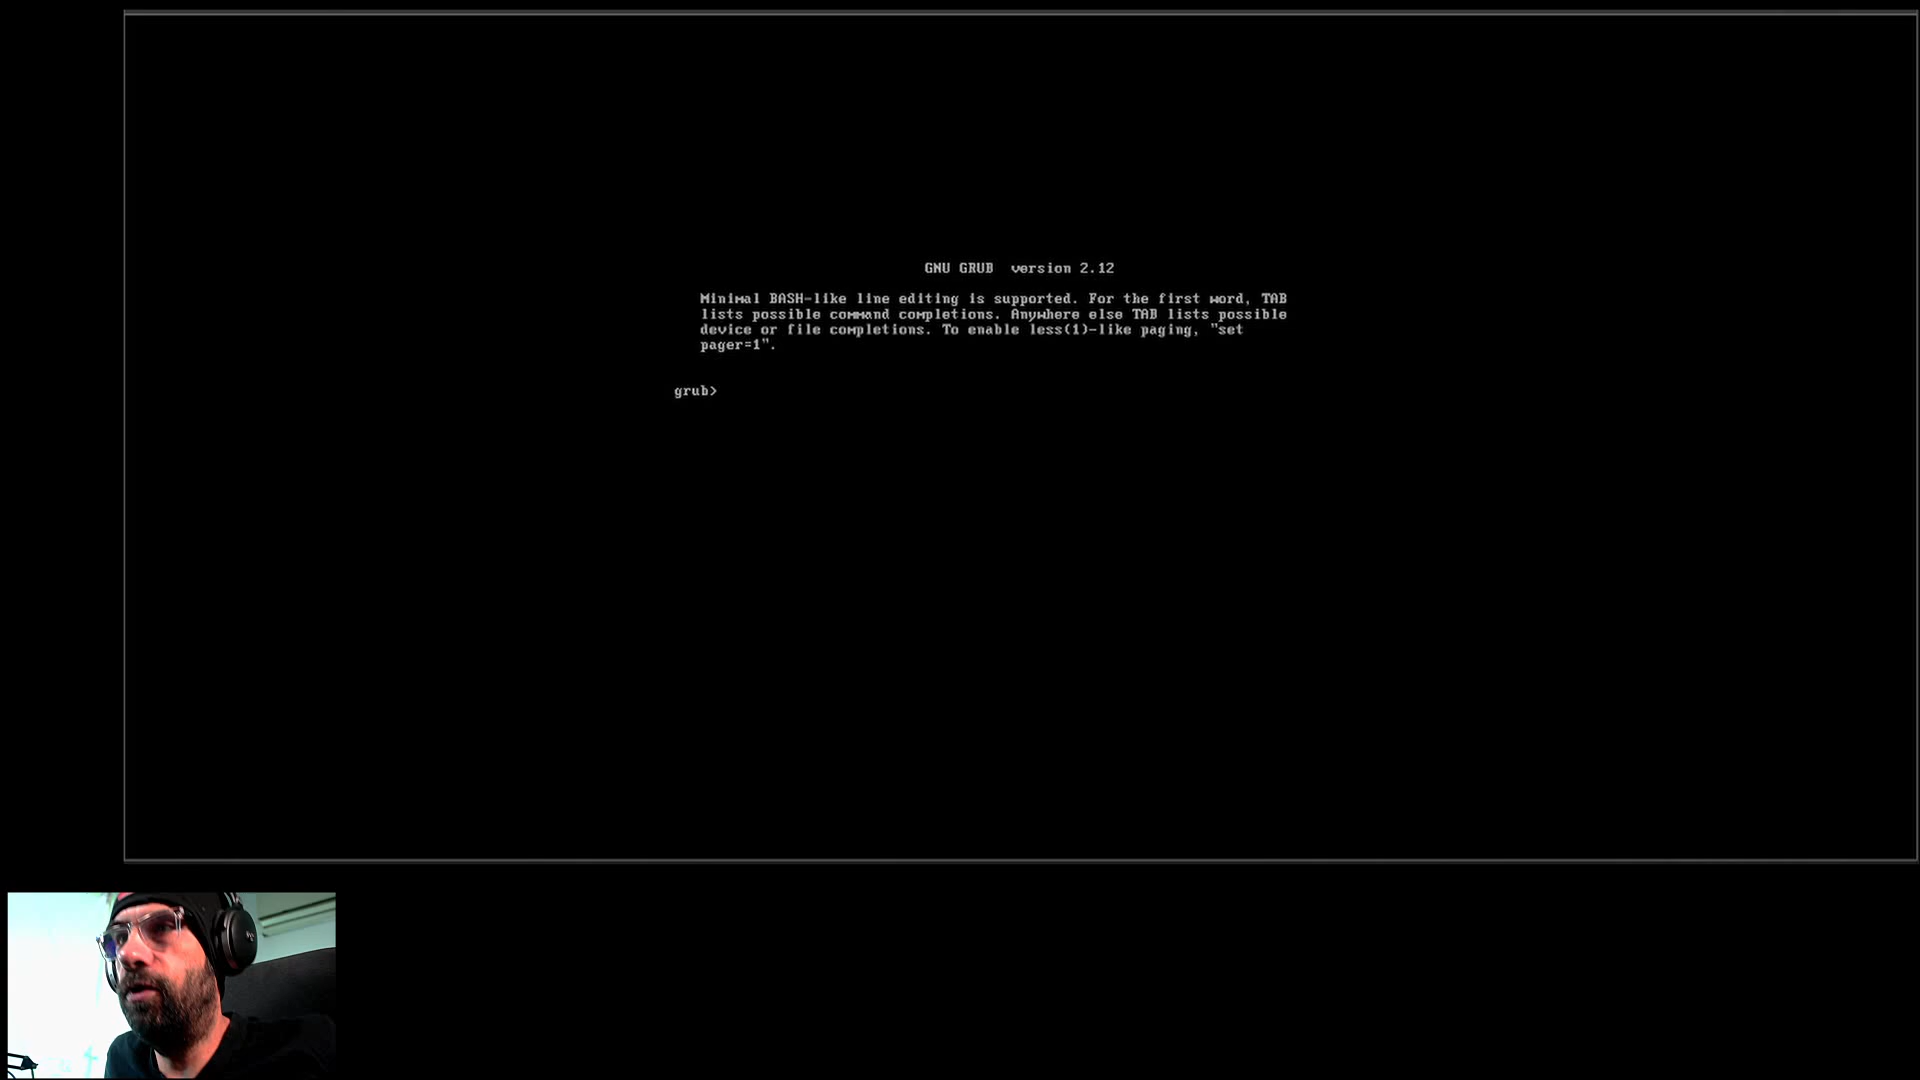 GNU GRUB  version 2.12
Minimal BASH-like line editing is supported. For the first word, TAB
lists possible command completions. Anywhere else TAB lists possible
device or file completions. To enable less(1)-like paging, "set
pager=1".
grub>